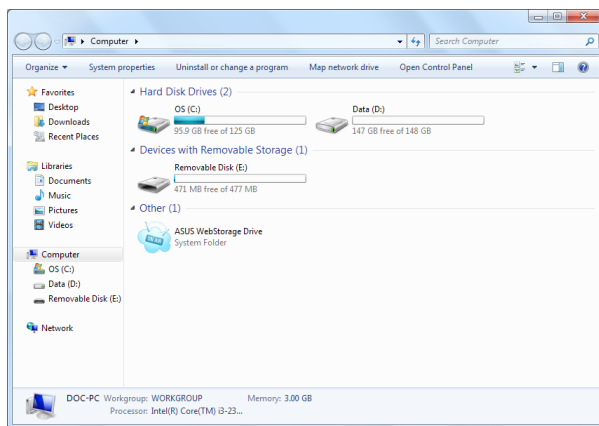 Computer
Search Computer
Organize
System properties
Uninstall or change a program
Map network drive
Open Control Panel
Favorites
Desktop
Downloads
Recent Places
Libraries
Documents
Music
Pictures
Videos
Computer
OS (C:)
Data (D:)
Removable Disk (E:)
Network
Hard Disk Drives (2)
OS (C:)
95.9 GB free of 125 GB
Data (D:)
147 GB free of 148 GB
Devices with Removable Storage (1)
Removable Disk (E:)
471 MB free of 477 MB
Other (1)
ASUS WebStorage Drive
System Folder
DOC-PC Workgroup: WORKGROUP Memory: 3.00 GB
Processor: Intel(R) Core(TM) i3-23...